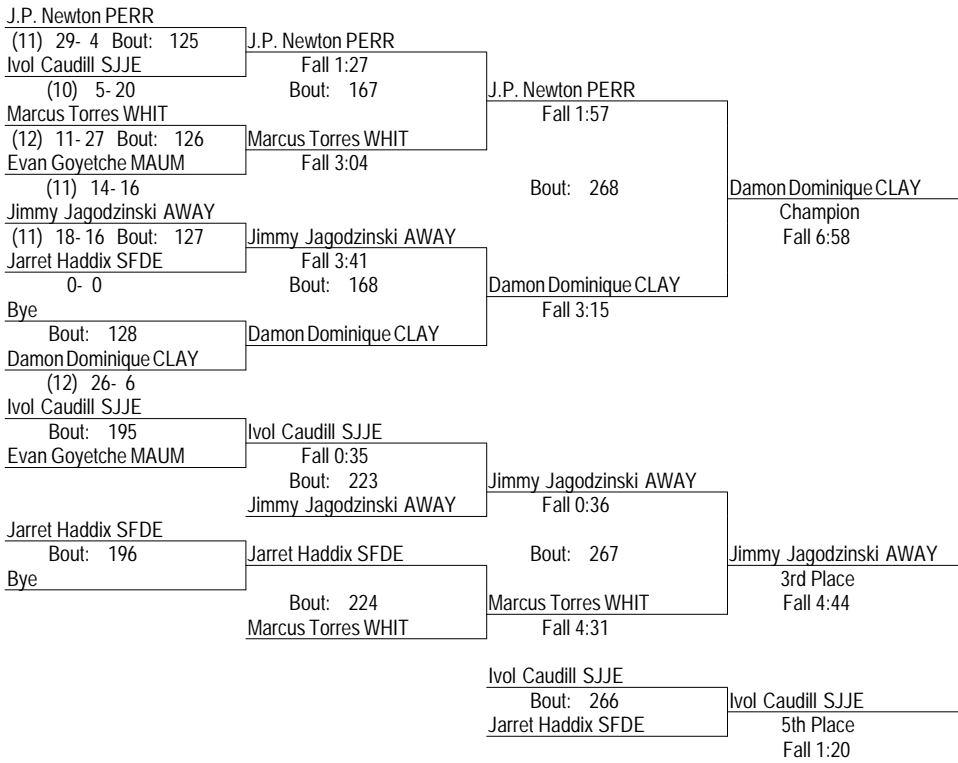 J.P. Newton PERR
(11) 29- 4 Bout: 125 J.P. Newton PERR
Ivol Caudill SJJE Fall 1:27
(10) 5- 20 Bout: 167 J.P. Newton PERR
Marcus Torres WHIT Fall 1:57
(12) 11- 27 Bout: 126 Marcus Torres WHIT
Evan Goyetche MAUM Fall 3:04
(11) 14- 16 Bout: 268 Damon Dominique CLAY
Jimmy Jagodzinski AWAY Champion
(11) 18- 16 Bout: 127 Jimmy Jagodzinski AWAY Fall 6:58
Jarret Haddix SFDE Fall 3:41
0- 0 Bout: 168 Damon Dominique CLAY
Bye Fall 3:15
Bout: 128 Damon Dominique CLAY
Damon Dominique CLAY
(12) 26- 6
Ivol Caudill SJJE
Bout: 195 Ivol Caudill SJJE
Evan Goyetche MAUM Fall 0:35
Bout: 223 Jimmy Jagodzinski AWAY
Jimmy Jagodzinski AWAY Fall 0:36
Jarret Haddix SFDE
Bout: 196 Jarret Haddix SFDE Bout: 267 Jimmy Jagodzinski AWAY
Bye 3rd Place
Bout: 224 Marcus Torres WHIT Fall 4:44
Marcus Torres WHIT Fall 4:31
Ivol Caudill SJJE
Bout: 266 Ivol Caudill SJJE
Jarret Haddix SFDE 5th Place
Fall 1:20